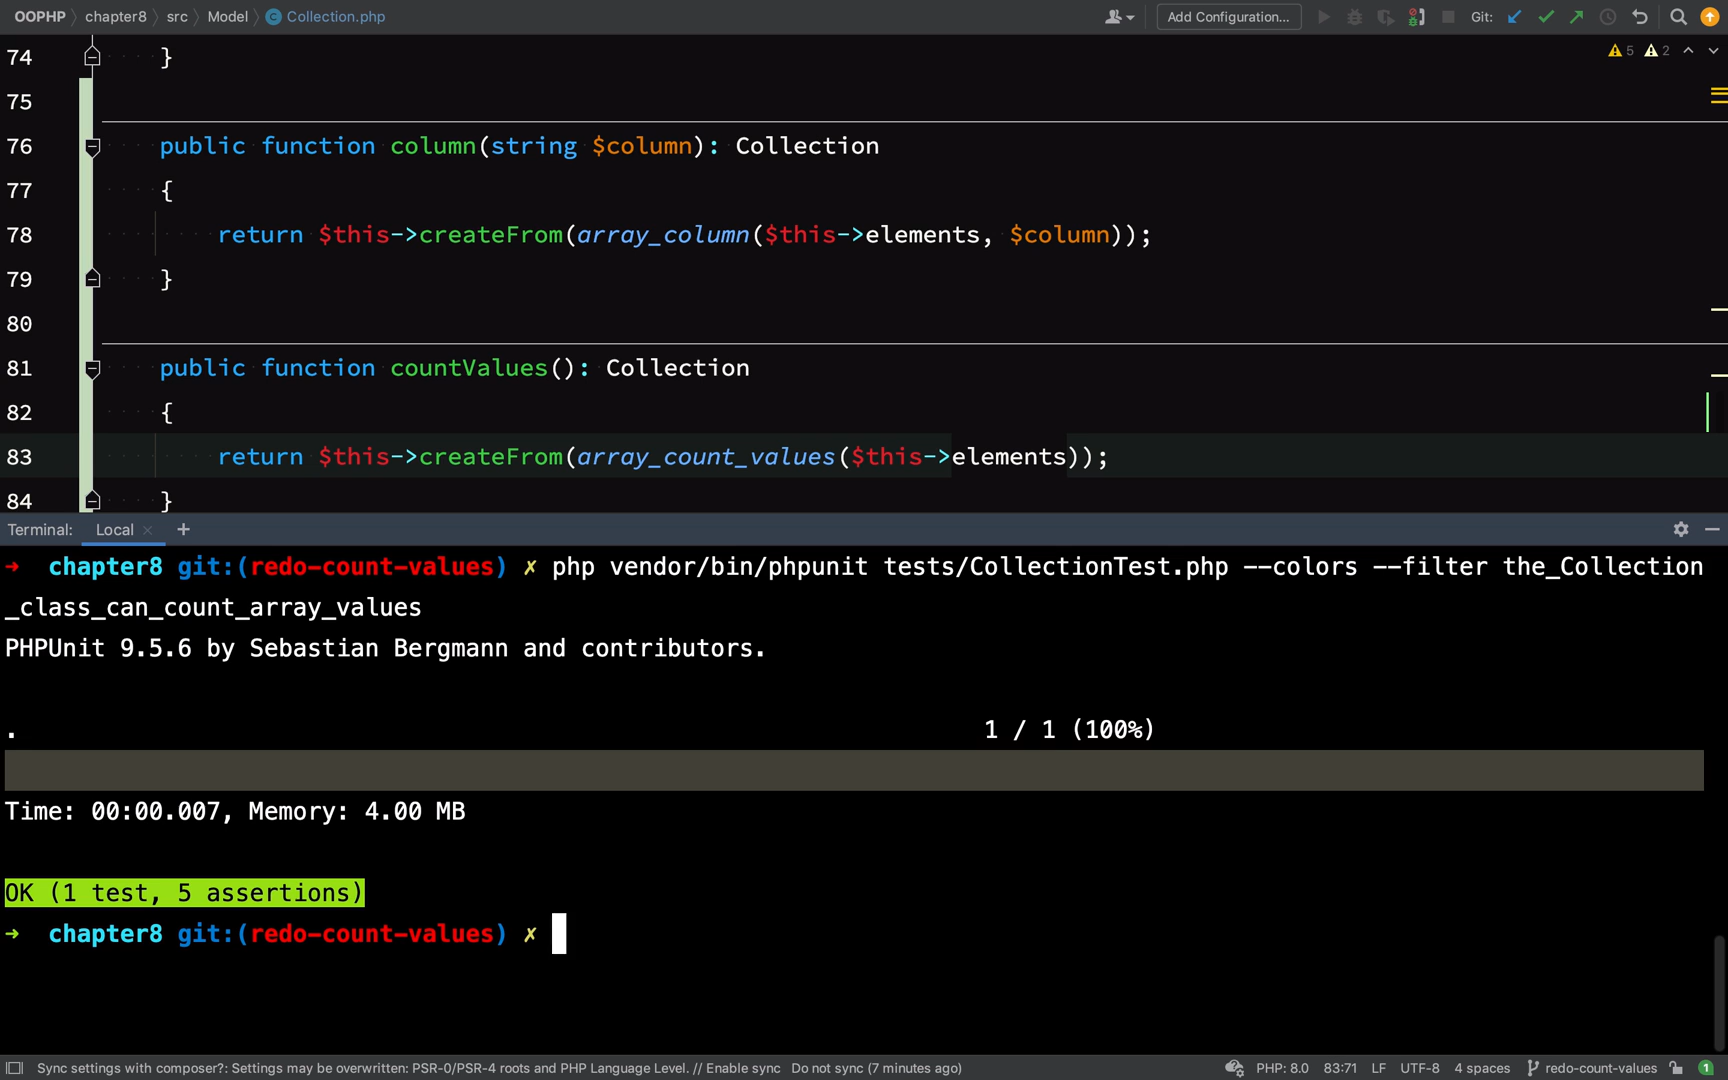 OOPHP chapter8 src Model Collection.php Add Configuration... Git:
74 }
5 2
75
76 public function column(string $column): Collection
77 {
78 return $this->createFrom(array_column($this->elements, $column));
79 }
80
81 public function countValues(): Collection
82 {
83 return $this->createFrom(array_count_values($this->elements));
84 }
Terminal: Local × +
→ chapter8 git:(redo-count-values) ✗ php vendor/bin/phpunit tests/CollectionTest.php --colors --filter the_Collection
_class_can_count_array_values
PHPUnit 9.5.6 by Sebastian Bergmann and contributors.
. 1 / 1 (100%)
Time: 00:00.007, Memory: 4.00 MB
OK (1 test, 5 assertions)
→ chapter8 git:(redo-count-values) ✗
Sync settings with composer?: Settings may be overwritten: PSR-0/PSR-4 roots and PHP Language Level. // Enable sync Do not sync (7 minutes ago) PHP: 8.0 83:71 LF UTF-8 4 spaces redo-count-values 1